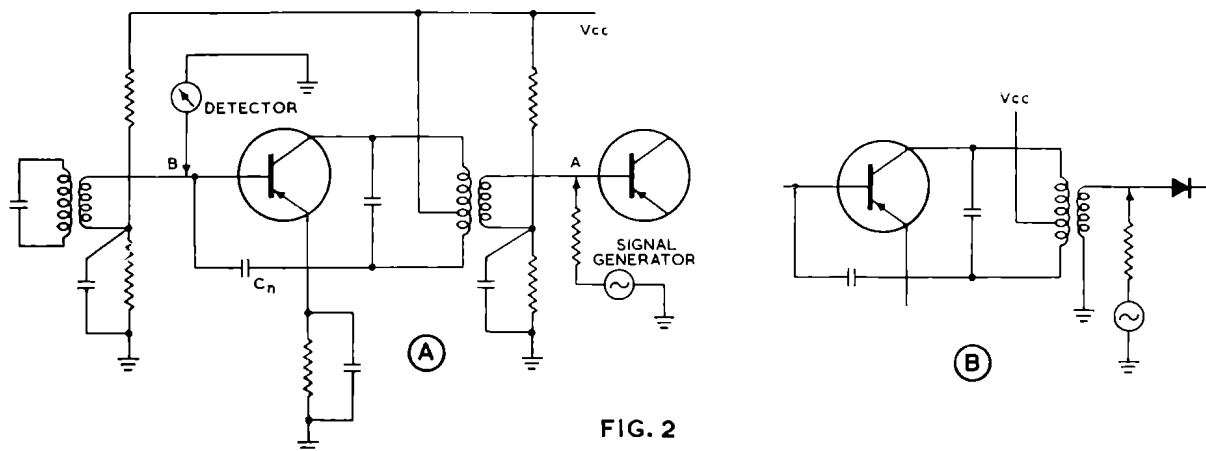 Vcc
DETECTOR
B
A
SIGNAL
GENERATOR
Cn
A
Vcc
B
FIG. 2